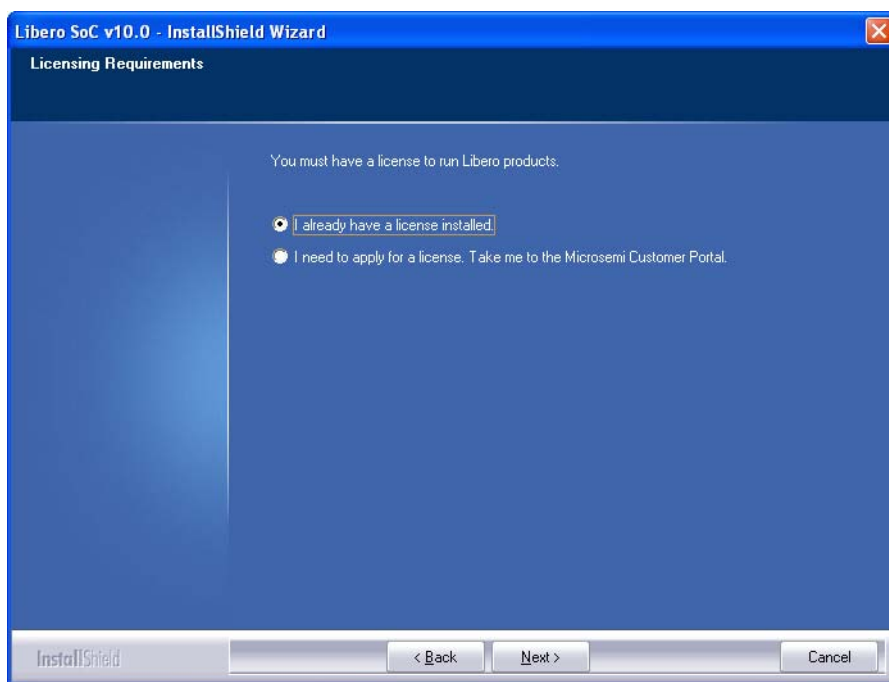 Libero SoC v10.0 - InstallShield Wizard
Licensing Requirements
You must have a license to run Libero products.
I already have a license installed.
I need to apply for a license. Take me to the Microsemi Customer Portal.
InstallShield
< Back
Next >
Cancel